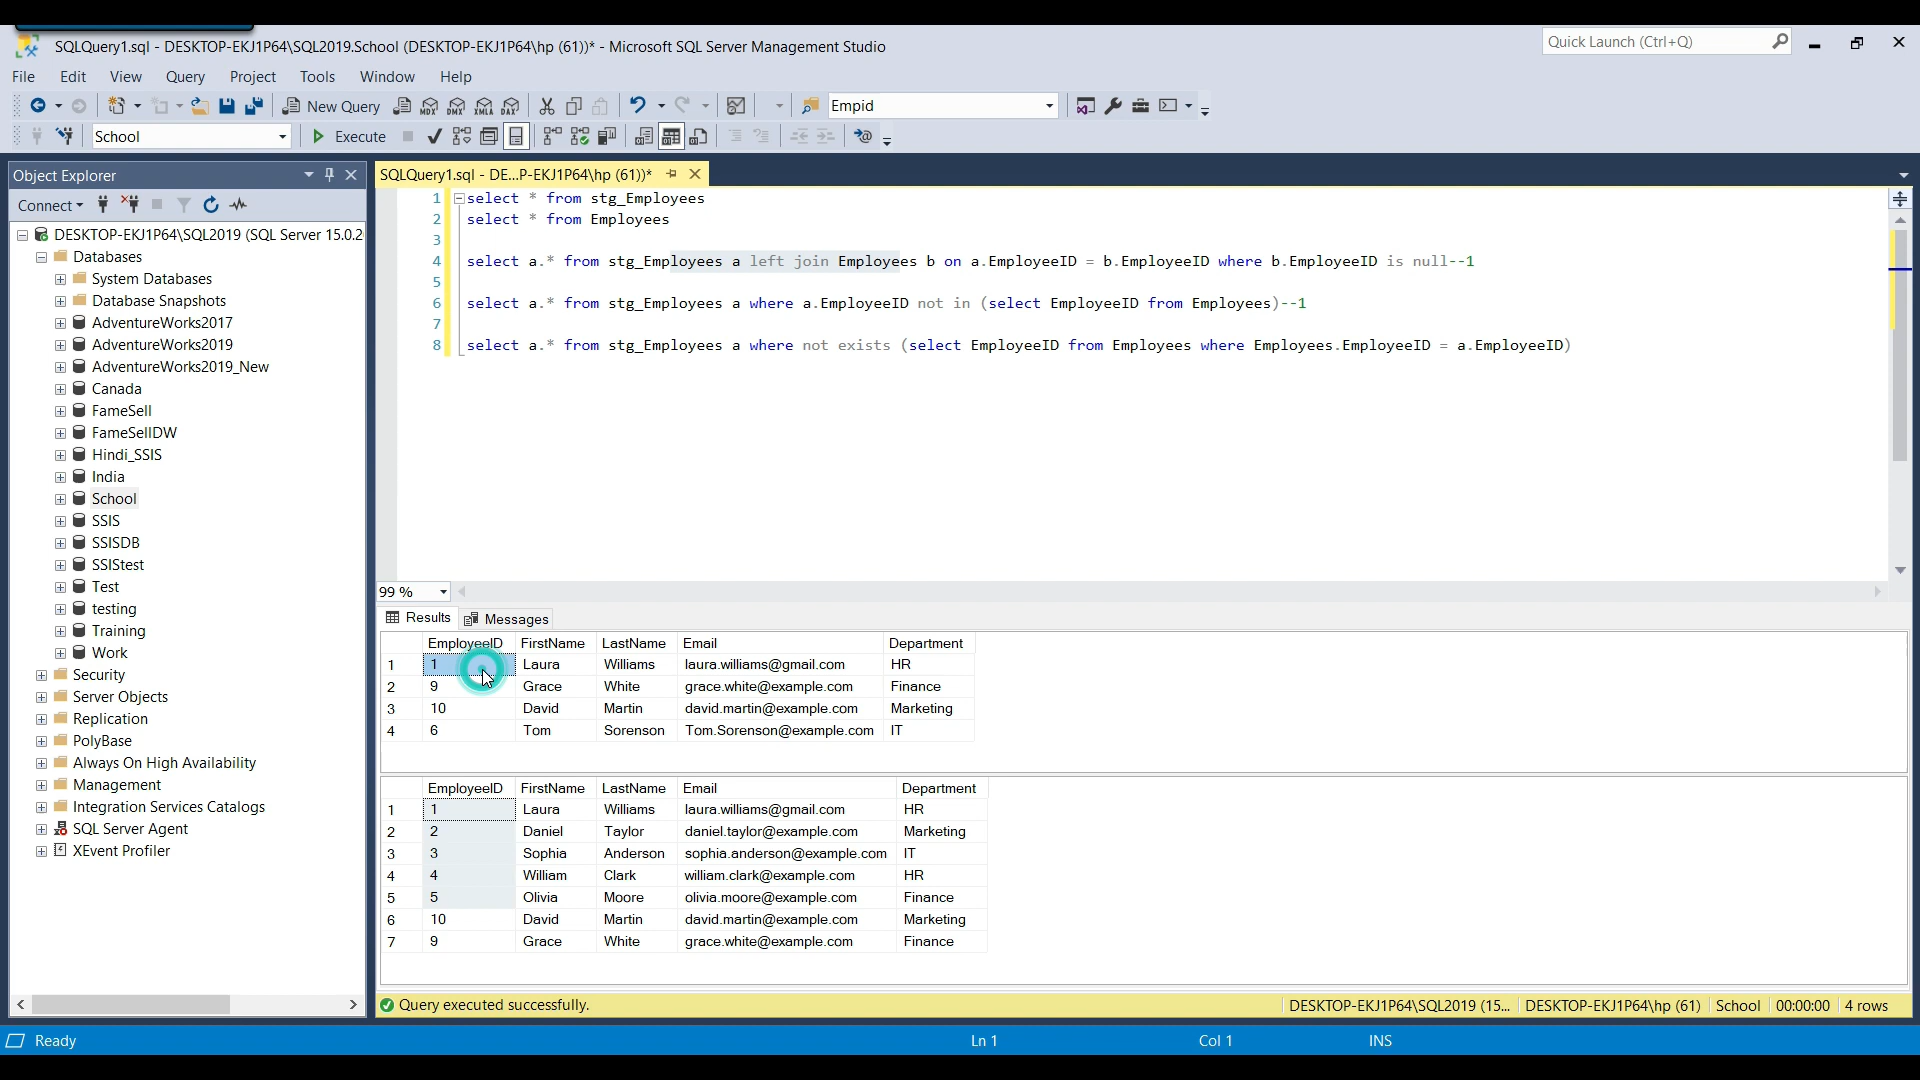 SQLQuery1.sql - DESKTOP-EKJ1P64\SQL2019.School (DESKTOP-EKJ1P64\hp (61))* - Microsoft SQL Server Management Studio
Quick Launch (Ctrl+Q)
File Edit View Query Project Tools Window Help
New Query MDX DMX XMLA DAX Empid
School Execute
Object Explorer
SQLQuery1.sql - DE...P-EKJ1P64\hp (61))*
Connect
DESKTOP-EKJ1P64\SQL2019 (SQL Server 15.0.2
Databases
System Databases
Database Snapshots
AdventureWorks2017
AdventureWorks2019
AdventureWorks2019_New
Canada
FameSell
FameSellDW
Hindi_SSIS
India
School
SSIS
SSISDB
SSIStest
Test
testing
Training
Work
Security
Server Objects
Replication
PolyBase
Always On High Availability
Management
Integration Services Catalogs
SQL Server Agent
XEvent Profiler
1 select * from stg_Employees
2 select * from Employees
3
4 select a.* from stg_Employees a left join Employees b on a.EmployeeID = b.EmployeeID where b.EmployeeID is null--1
5
6 select a.* from stg_Employees a where a.EmployeeID not in (select EmployeeID from Employees)--1
7
8 select a.* from stg_Employees a where not exists (select EmployeeID from Employees where Employees.EmployeeID = a.EmployeeID)
99 %
Results Messages
EmployeeID FirstName LastName Email Department
1 1 Laura Williams laura.williams@gmail.com HR
2 9 Grace White grace.white@example.com Finance
3 10 David Martin david.martin@example.com Marketing
4 6 Tom Sorenson Tom.Sorenson@example.com IT
EmployeeID FirstName LastName Email Department
1 1 Laura Williams laura.williams@gmail.com HR
2 2 Daniel Taylor daniel.taylor@example.com Marketing
3 3 Sophia Anderson sophia.anderson@example.com IT
4 4 William Clark william.clark@example.com HR
5 5 Olivia Moore olivia.moore@example.com Finance
6 10 David Martin david.martin@example.com Marketing
7 9 Grace White grace.white@example.com Finance
Query executed successfully. DESKTOP-EKJ1P64\SQL2019 (15... DESKTOP-EKJ1P64\hp (61) School 00:00:00 4 rows
Ready Ln 1 Col 1 INS